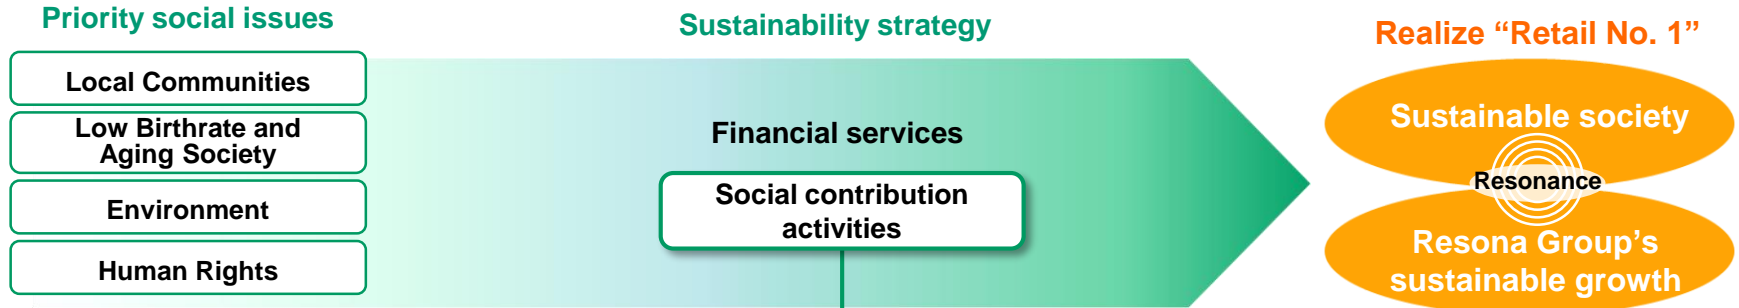 Priority social issues
Local Communities
Low Birthrate and
Aging Society
Environment
Human Rights
Sustainability strategy
Financial services
Social contribution
activities
Realize “Retail No. 1”
Sustainable society
Resonance
Resona Group’s
sustainable growth